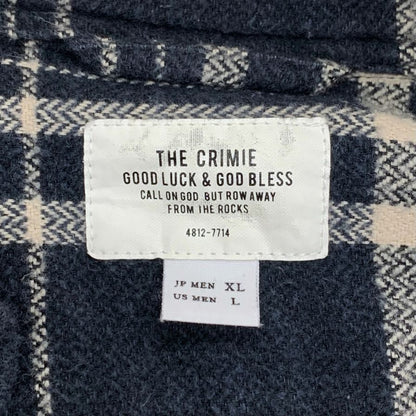 THE CRIMIE
GOOD LUCK & GOD BLESS
CALL ON GOD BUT ROW AWAY
FROM THE ROCKS
4812-7714
JP MEN XL
US MEN L